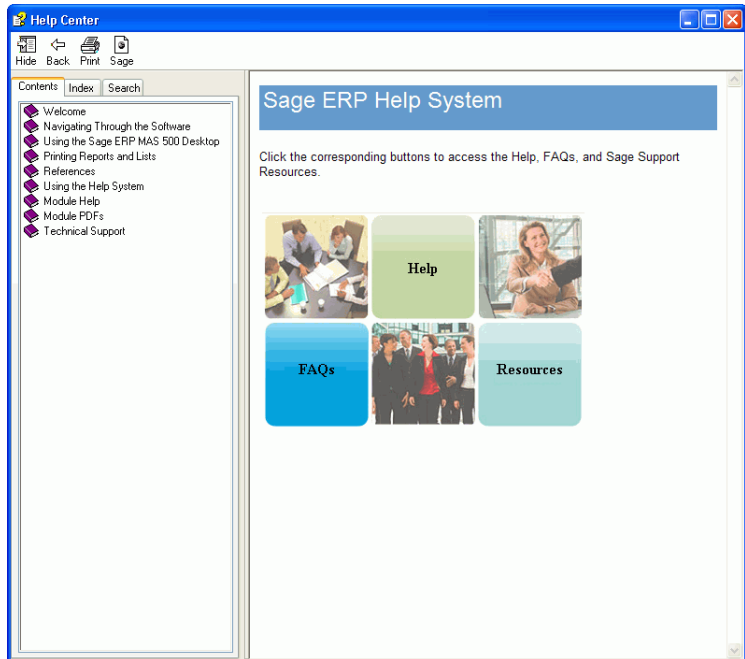 Help Center
Hide Back Print Sage
Contents Index Search
Welcome
Navigating Through the Software
Using the Sage ERP MAS 500 Desktop
Printing Reports and Lists
References
Using the Help System
Module Help
Module PDFs
Technical Support
Sage ERP Help System
Click the corresponding buttons to access the Help, FAQs, and Sage Support
Resources.
Help
FAQs
Resources